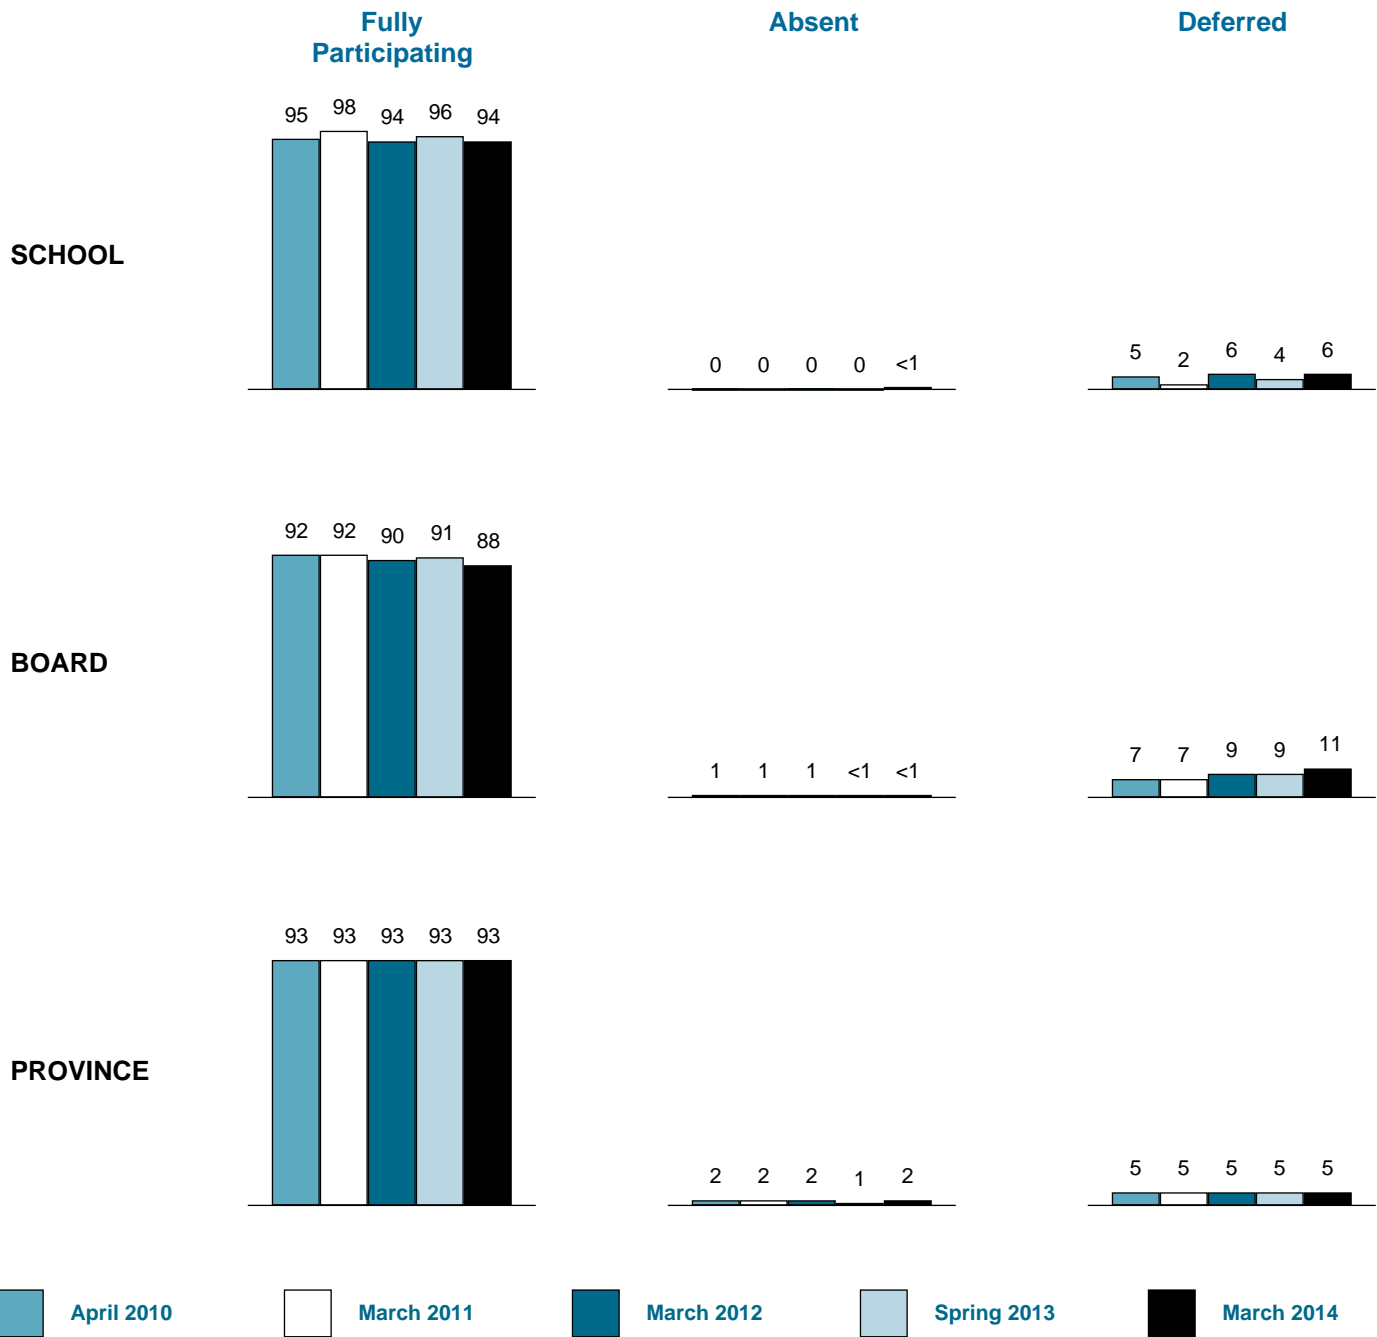 Fully
Participating
Absent
Deferred
95 98 94 96 94
0 0 0 0 <1
5 2 6 4 6
SCHOOL
92 92 90 91 88
1 1 1 <1 <1
7 7 9 9 11
BOARD
93 93 93 93 93
2 2 2 1 2
5 5 5 5 5
PROVINCE
April 2010
March 2011
March 2012
Spring 2013
March 2014